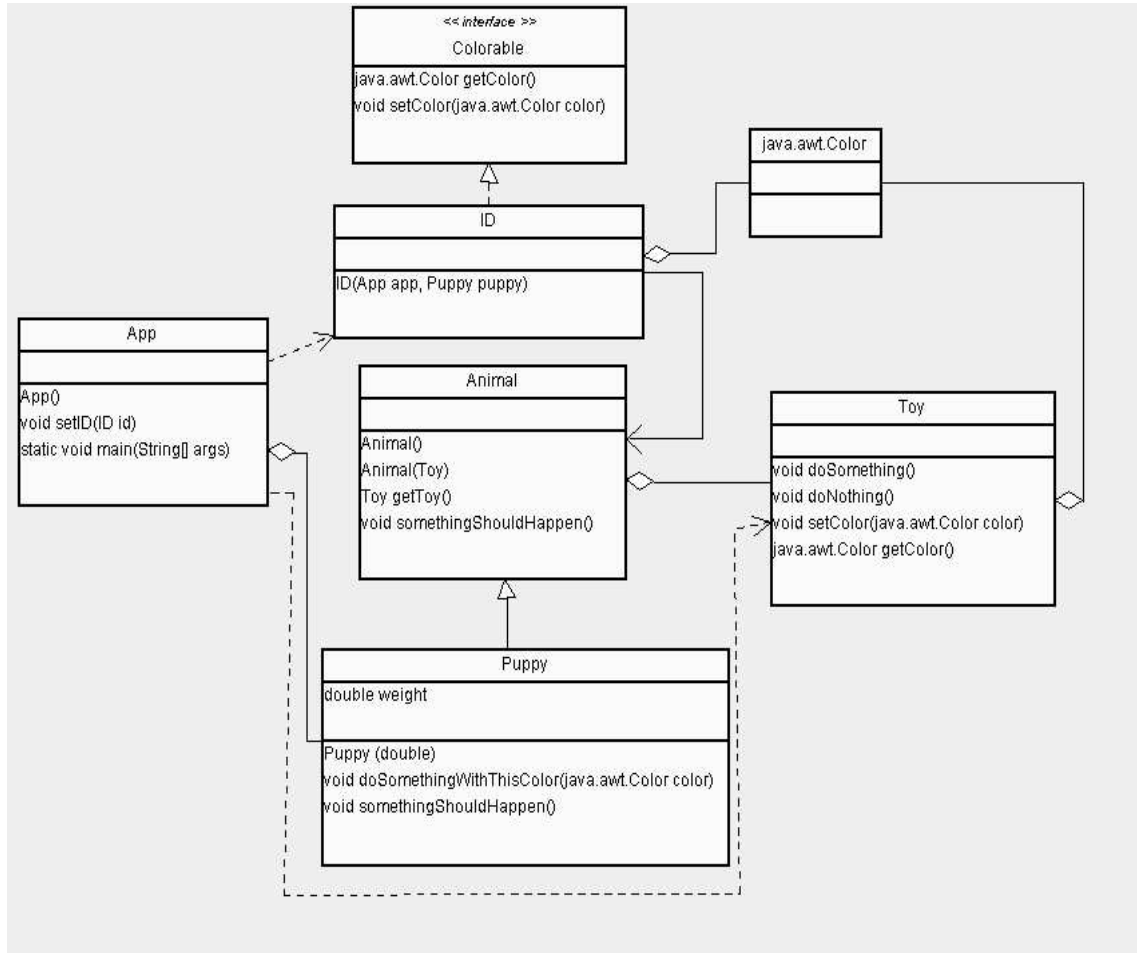 << interface >>
Colorable
java.awt.Color getColor()
void setColor(java.awt.Color color)
java.awt.Color
ID
ID(App app, Puppy puppy)
App
App()
void setID(ID id)
static void main(String[] args)
Animal
Animal()
Animal(Toy)
Toy getToy()
void somethingShouldHappen()
Toy
void doSomething()
void doNothing()
void setColor(java.awt.Color color)
java.awt.Color getColor()
Puppy
double weight
Puppy (double)
void doSomethingWithThisColor(java.awt.Color color)
void somethingShouldHappen()